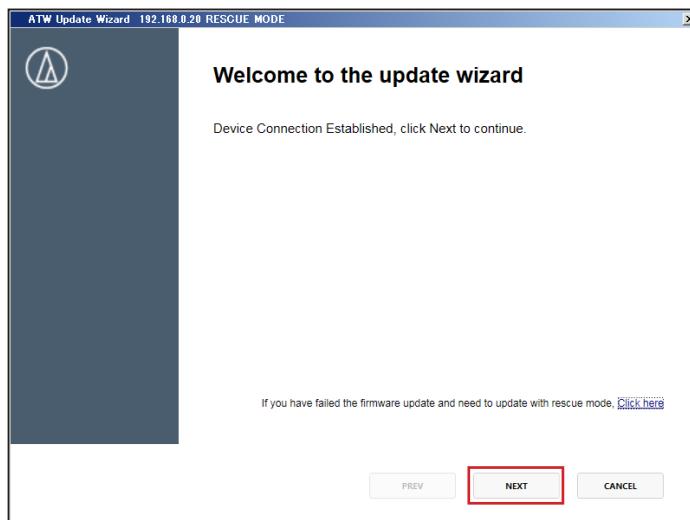 ATW Update Wizard 192.168.0.20 RESCUE MODE
Welcome to the update wizard
Device Connection Established, click Next to continue.
If you have failed the firmware update and need to update with rescue mode, Click here
PREV NEXT CANCEL